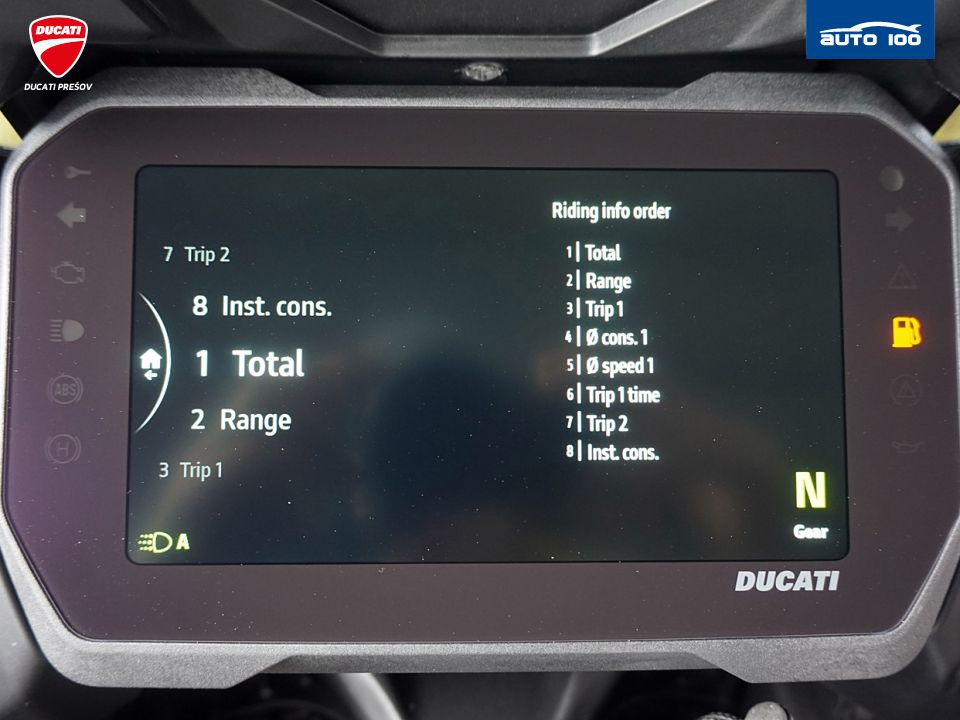 DUCATI
DUCATI PREŠOV
AUTO 100
7 Trip 2
8 Inst. cons.
1 Total
2 Range
3 Trip 1
Riding info order
1 Total
2 Range
3 Trip 1
4 Ø cons. 1
5 Ø speed 1
6 Trip 1 time
7 Trip 2
8 Inst. cons.
ABS
H
A
N
Gear
DUCATI